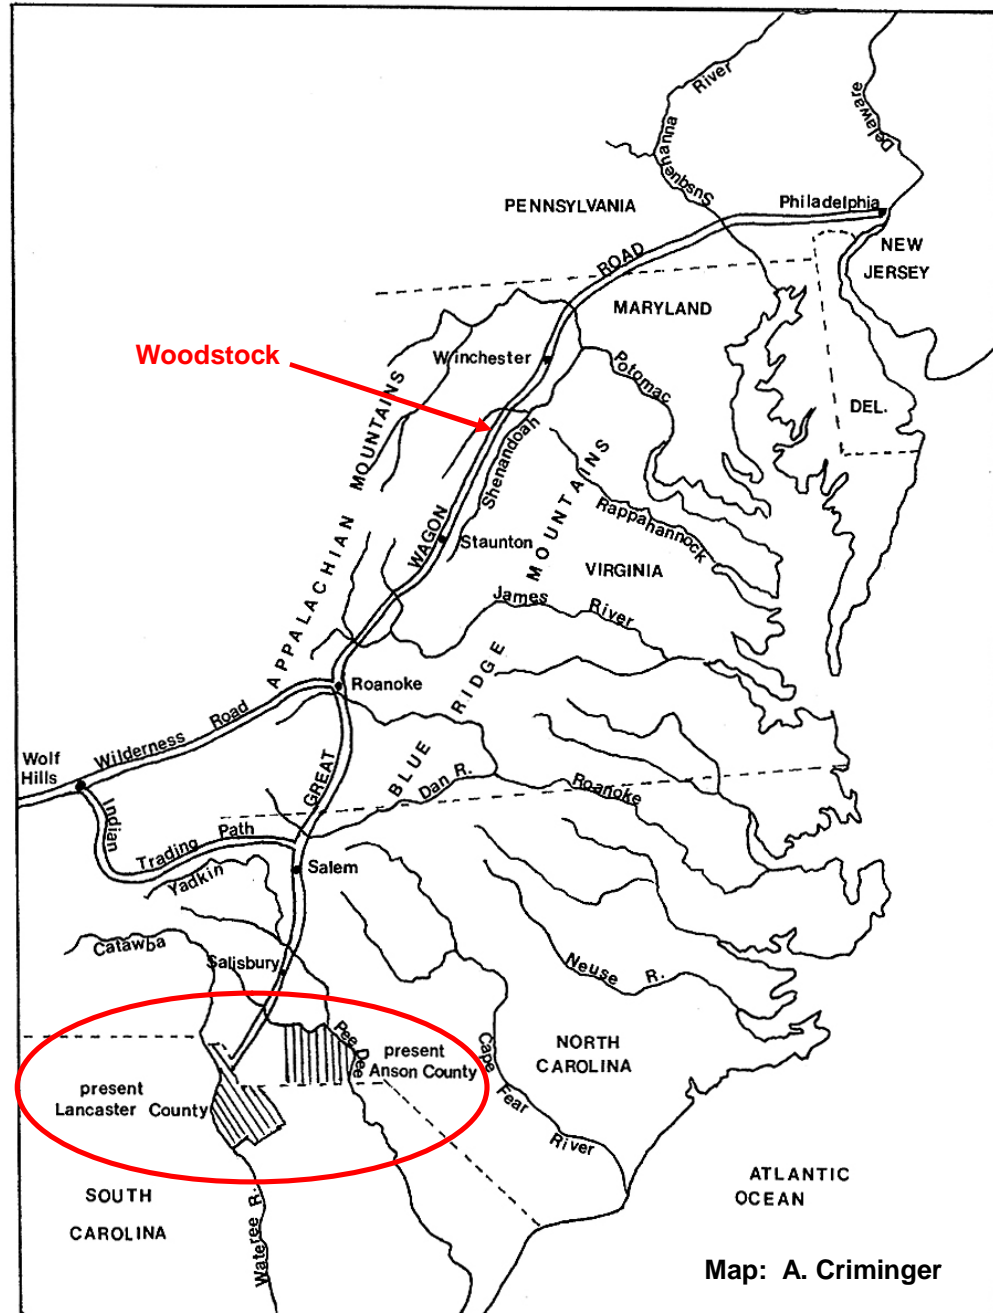 Susquehanna River
Delaware
PENNSYLVANIA
Philadelphia
NEW
JERSEY
ROAD
MARYLAND
Woodstock
Winchester
Potomac
DEL.
APPALACHIAN MOUNTAINS
Shenandoah
MOUNTAINS
Rappahannock
WAGON
Staunton
VIRGINIA
James River
RIDGE
Roanoke
Wilderness Road
Wolf
Hills
BLUE
GREAT
Dan R.
Roanoke
Indian
Trading Path
Yadkin
Salem
Catawba
Salisbury
Neuse R.
Pee Dee
present
Anson County
Cape
Fear
River
NORTH
CAROLINA
present
Lancaster County
SOUTH
CAROLINA
Wateree R.
ATLANTIC
OCEAN
Map: A. Criminger